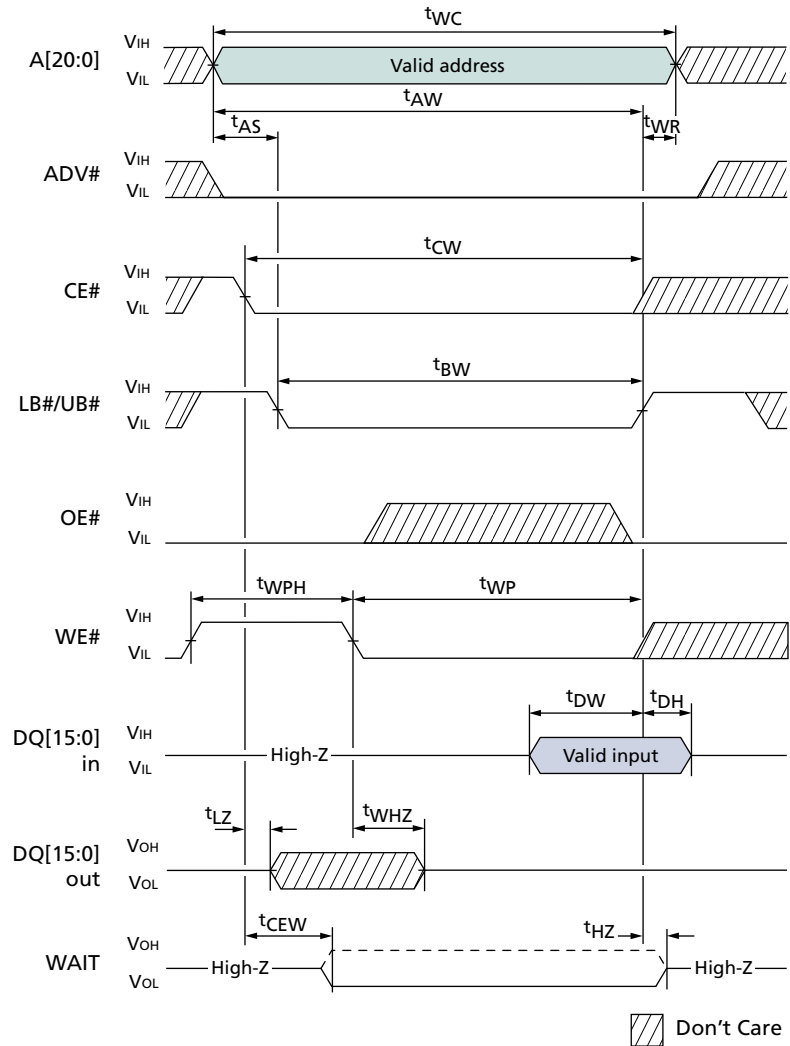 tWC
A[20:0] VIH VIL Valid address
tAW
tAS tWR
ADV# VIH VIL
tCW
CE# VIH VIL
tBW
LB#/UB# VIH VIL
OE# VIH VIL
tWPH tWP
WE# VIH VIL
tDW tDH
DQ[15:0] in VIH VIL High-Z Valid input
tLZ tWHZ
DQ[15:0] out VOH VOL
tCEW tHZ
WAIT VOH VOL High-Z High-Z
Don't Care